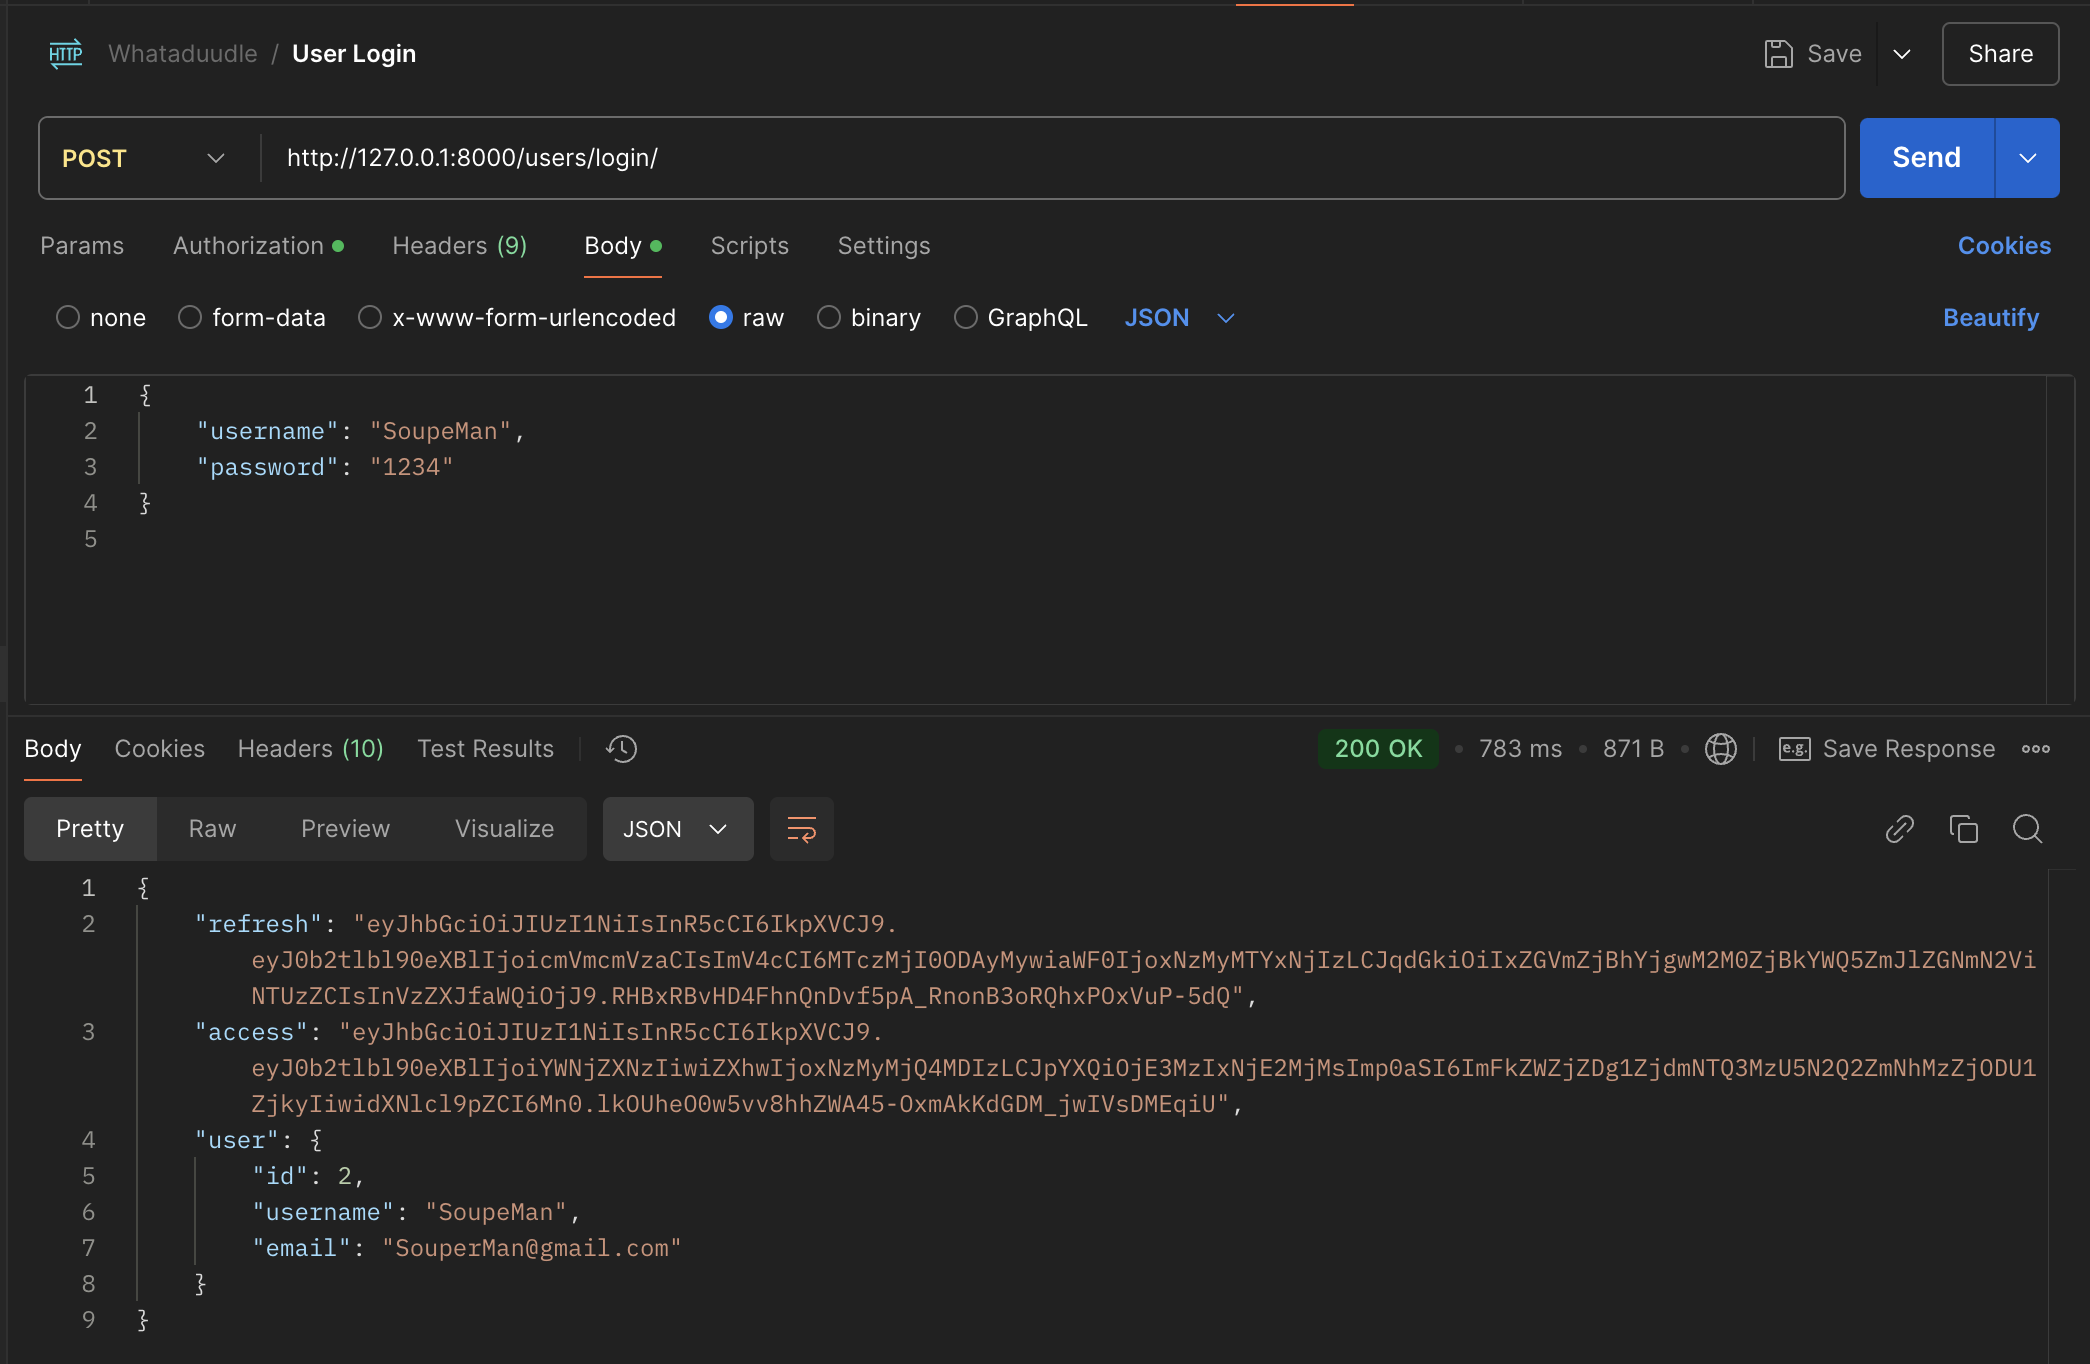 HTTP Whataduudle / User Login Save Share
POST http://127.0.0.1:8000/users/login/ Send
Params Authorization Headers (9) Body Scripts Settings Cookies
none form-data x-www-form-urlencoded raw binary GraphQL JSON Beautify
1 {
2 "username": "SoupeMan",
3 "password": "1234"
4 }
5
Body Cookies Headers (10) Test Results 200 OK • 783 ms • 871 B • e.g. Save Response
Pretty Raw Preview Visualize JSON
1 {
2 "refresh": "eyJhbGciOiJIUzI1NiIsInR5cCI6IkpXVCJ9.
eyJ0b2tlbl90eXBlIjoicmVmcmVzaCIsImV4cCI6MTczMjI0ODAyMywiaWF0IjoxNzMyMTYxNjIzLCJqdGkiOiIxZGVmZjBhYjgwM2M0ZjBkYWQ5ZmJlZGNmN2Vi
NTUzZCIsInVzZXJfaWQiOjJ9.RHBxRBvHD4FhnQnDvf5pA_RnonB3oRQhxPOxVuP-5dQ",
3 "access": "eyJhbGciOiJIUzI1NiIsInR5cCI6IkpXVCJ9.
eyJ0b2tlbl90eXBlIjoiYWNjZXNzIiwiZXhwIjoxNzMyMjQ4MDIzLCJpYXQiOjE3MzIxNjE2MjMsImp0aSI6ImFkZWZjZDg1ZjdmNTQ3MzU5N2Q2ZmNhMzZjODU1
ZjkyIiwidXNlcl9pZCI6Mn0.lkOUheO0w5vv8hhZWA45-OxmAkKdGDM_jwIVsDMEqiU",
4 "user": {
5 "id": 2,
6 "username": "SoupeMan",
7 "email": "SouperMan@gmail.com"
8 }
9 }